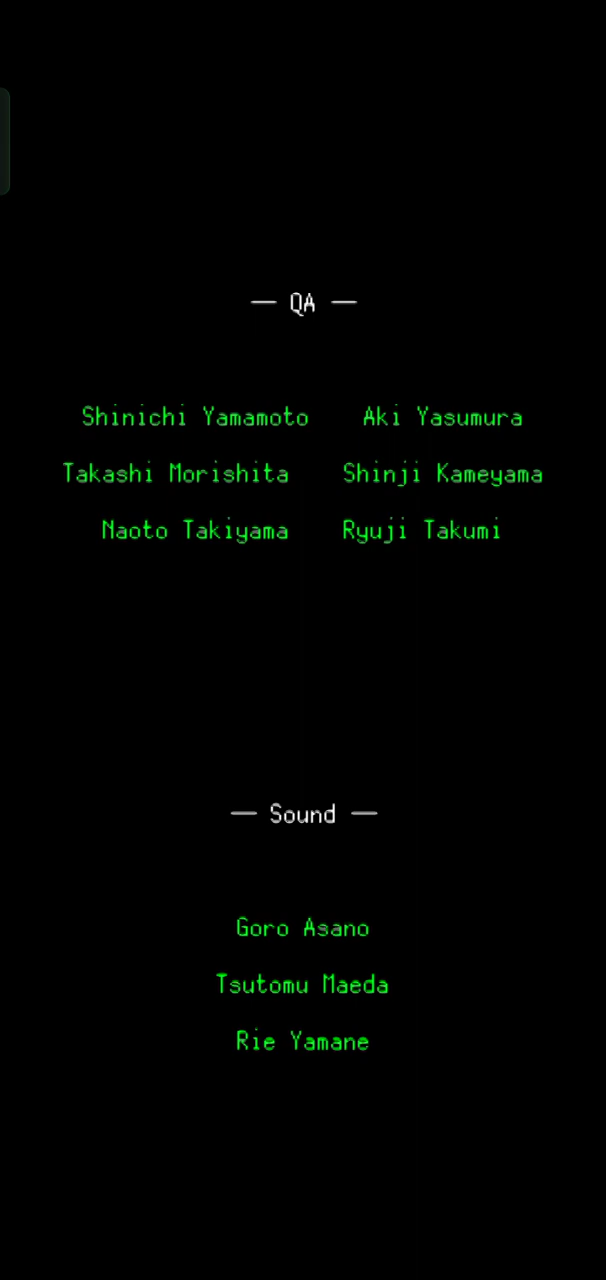 — QA —
Shinichi Yamamoto Aki Yasumura
Takashi Morishita Shinji Kameyama
Naoto Takiyama Ryuji Takumi
— Sound —
Goro Asano
Tsutomu Maeda
Rie Yamane